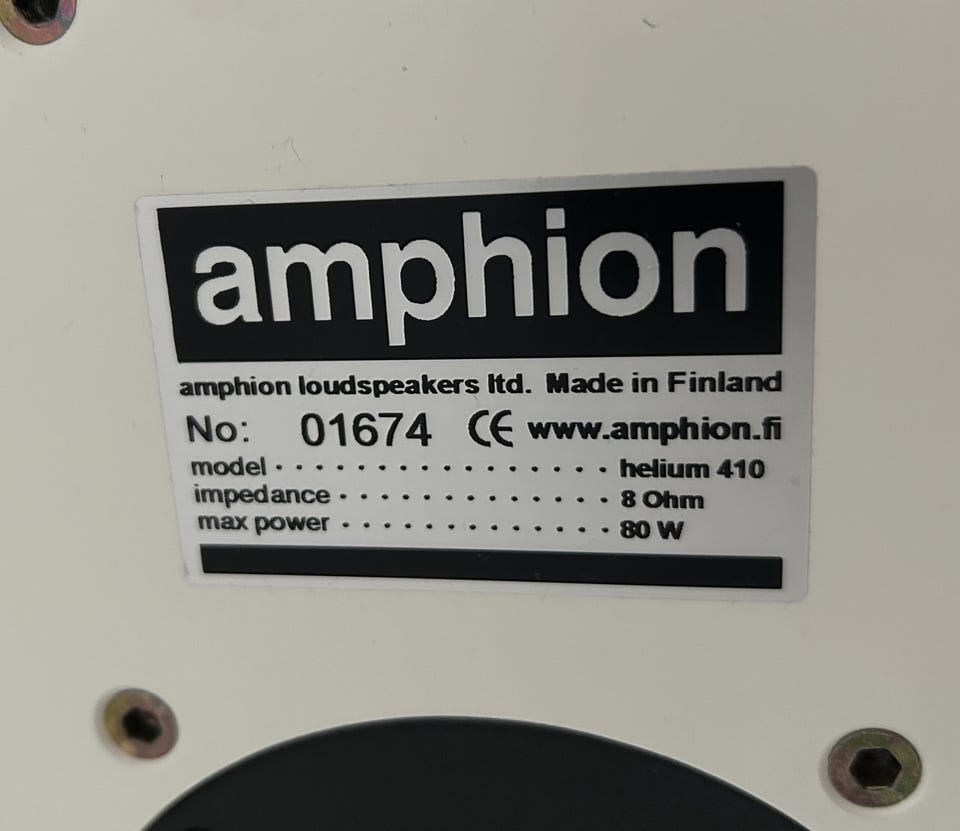 amphion
amphion loudspeakers ltd. Made in Finland
No: 01674 CE www.amphion.fi
model · · · · · · · · · · · · · · · · · helium 410
impedance · · · · · · · · · · · · · 8 Ohm
max power · · · · · · · · · · · · · 80 W